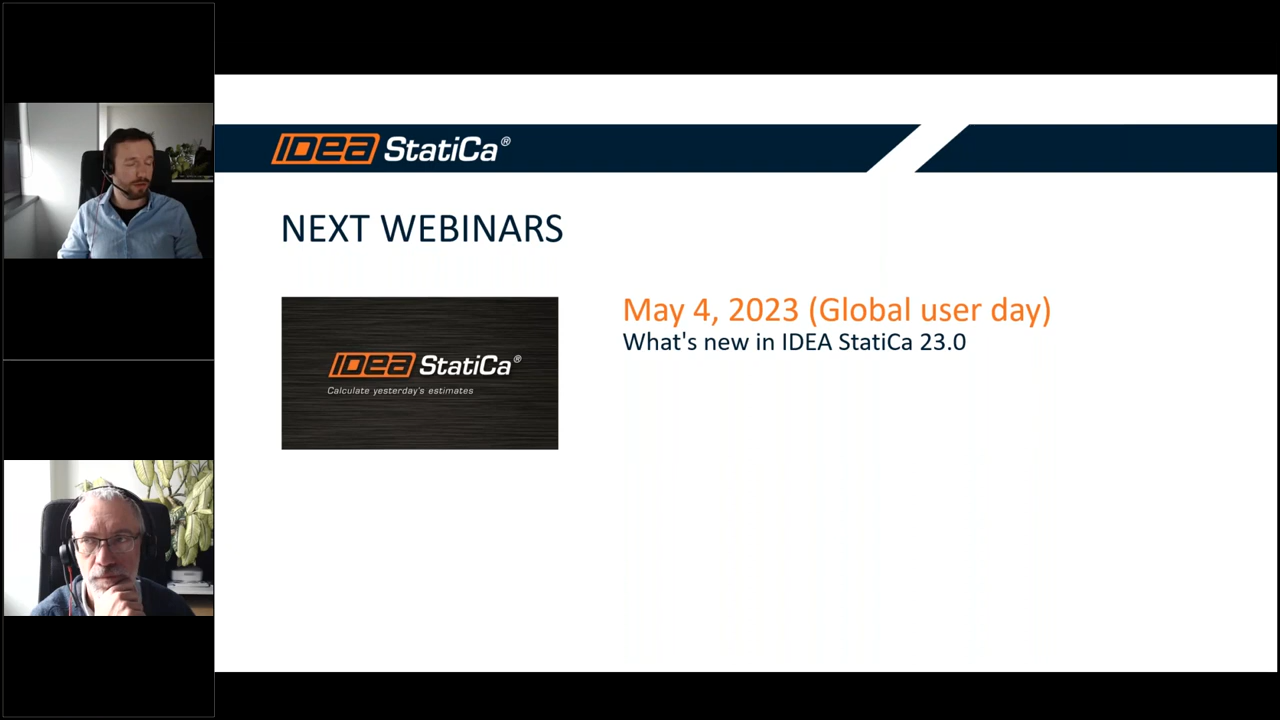 IDEA StatiCa®
NEXT WEBINARS
IDEA StatiCa®
Calculate yesterday's estimates
May 4, 2023 (Global user day)
What's new in IDEA StatiCa 23.0